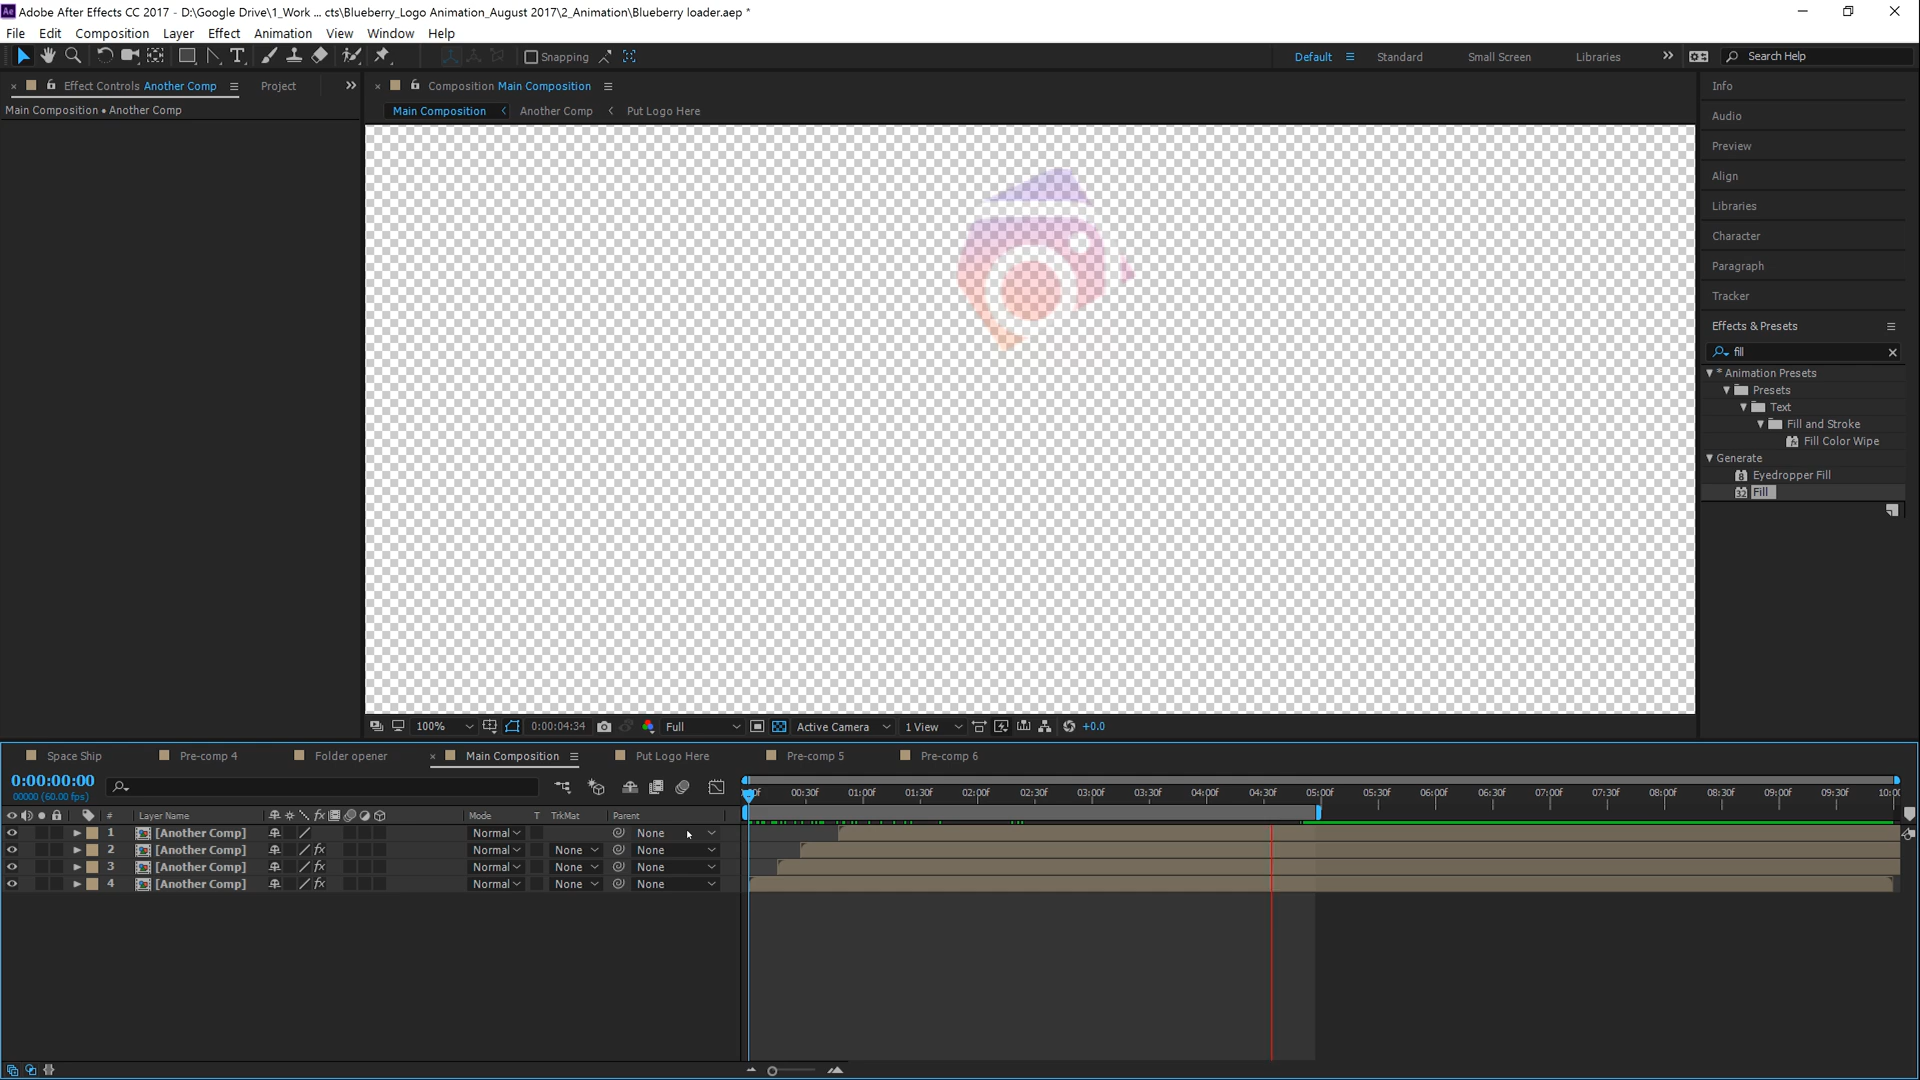 Adobe After Effects CC 2017 - D:\Google Drive\1_Work ... cts\Blueberry_Logo Animation_August 2017\2_Animation\Blueberry loader.aep *
File Edit Composition Layer Effect Animation View Window Help
Snapping Default Standard Small Screen Libraries Search Help
Effect Controls Another Comp Project Composition Main Composition Info
Main Composition • Another Comp Main Composition Another Comp Put Logo Here
Audio
Preview
Align
Libraries
Character
Paragraph
Tracker
Effects & Presets
fill
* Animation Presets
Presets
Text
Fill and Stroke
Fill Color Wipe
Generate
Eyedropper Fill
Fill
100% 0:00:04:34 Full Active Camera 1 View +0.0
Space Ship Pre-comp 4 Folder opener Main Composition Put Logo Here Pre-comp 5 Pre-comp 6
0:00:00:00
00000 (60.00 fps)
00:30f 01:00f 01:30f 02:00f 02:30f 03:00f 03:30f 04:00f 04:30f 05:00f 05:30f 06:00f 06:30f 07:00f 07:30f 08:00f 08:30f 09:00f 09:30f
# Layer Name Mode T TrkMat Parent
1 [Another Comp] Normal None
2 [Another Comp] fx Normal None None
3 [Another Comp] fx Normal None None
4 [Another Comp] fx Normal None None